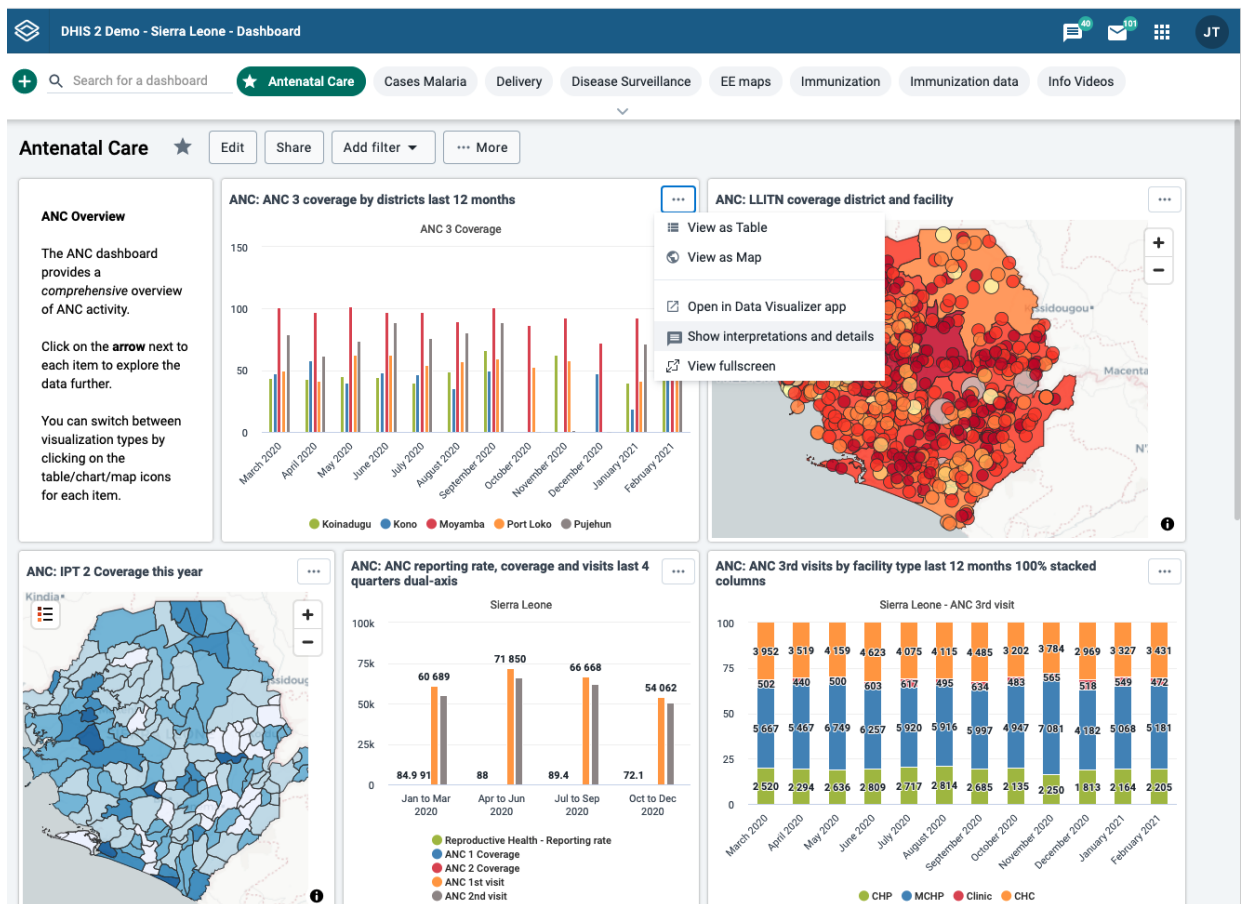 DHIS 2 Demo - Sierra Leone - Dashboard
40
101
JT
Search for a dashboard
Antenatal Care
Cases Malaria
Delivery
Disease Surveillance
EE maps
Immunization
Immunization data
Info Videos
Antenatal Care
Edit
Share
Add filter
More
ANC Overview
The ANC dashboard
provides a
comprehensive overview
of ANC activity.
Click on the arrow next to
each item to explore the
data further.
You can switch between
visualization types by
clicking on the
table/chart/map icons
for each item.
ANC: ANC 3 coverage by districts last 12 months
ANC 3 Coverage
150
100
50
0
March 2020
April 2020
May 2020
June 2020
July 2020
August 2020
September 2020
October 2020
November 2020
December 2020
January 2021
February 2021
Koinadugu Kono Moyamba Port Loko Pujehun
View as Table
View as Map
Open in Data Visualizer app
Show interpretations and details
View fullscreen
ANC: LLITN coverage district and facility
Macenta
ANC: IPT 2 Coverage this year
Kindia
ANC: ANC reporting rate, coverage and visits last 4
quarters dual-axis
Sierra Leone
100k
75k
50k
25k
0
60 689
71 850
66 668
54 062
84.9 91
88
89.4
72.1
Jan to Mar
2020
Apr to Jun
2020
Jul to Sep
2020
Oct to Dec
2020
Reproductive Health - Reporting rate
ANC 1 Coverage
ANC 2 Coverage
ANC 1st visit
ANC 2nd visit
ANC: ANC 3rd visits by facility type last 12 months 100% stacked
columns
Sierra Leone - ANC 3rd visit
100
75
50
25
0
3 952 3 519 4 159 4 623 4 075 4 115 4 485 3 202 3 784 2 969 3 327 3 431
502 440 500 603 617 495 634 483 565 518 549 472
5 667 5 467 6 749 6 257 5 920 5 916 5 997 4 947 7 081 4 182 5 068 5 181
2 520 2 294 2 636 2 809 2 717 2 814 2 685 2 135 2 250 1 813 2 164 2 205
March 2020
April 2020
May 2020
June 2020
July 2020
August 2020
September 2020
October 2020
November 2020
December 2020
January 2021
February 2021
CHP MCHP Clinic CHC